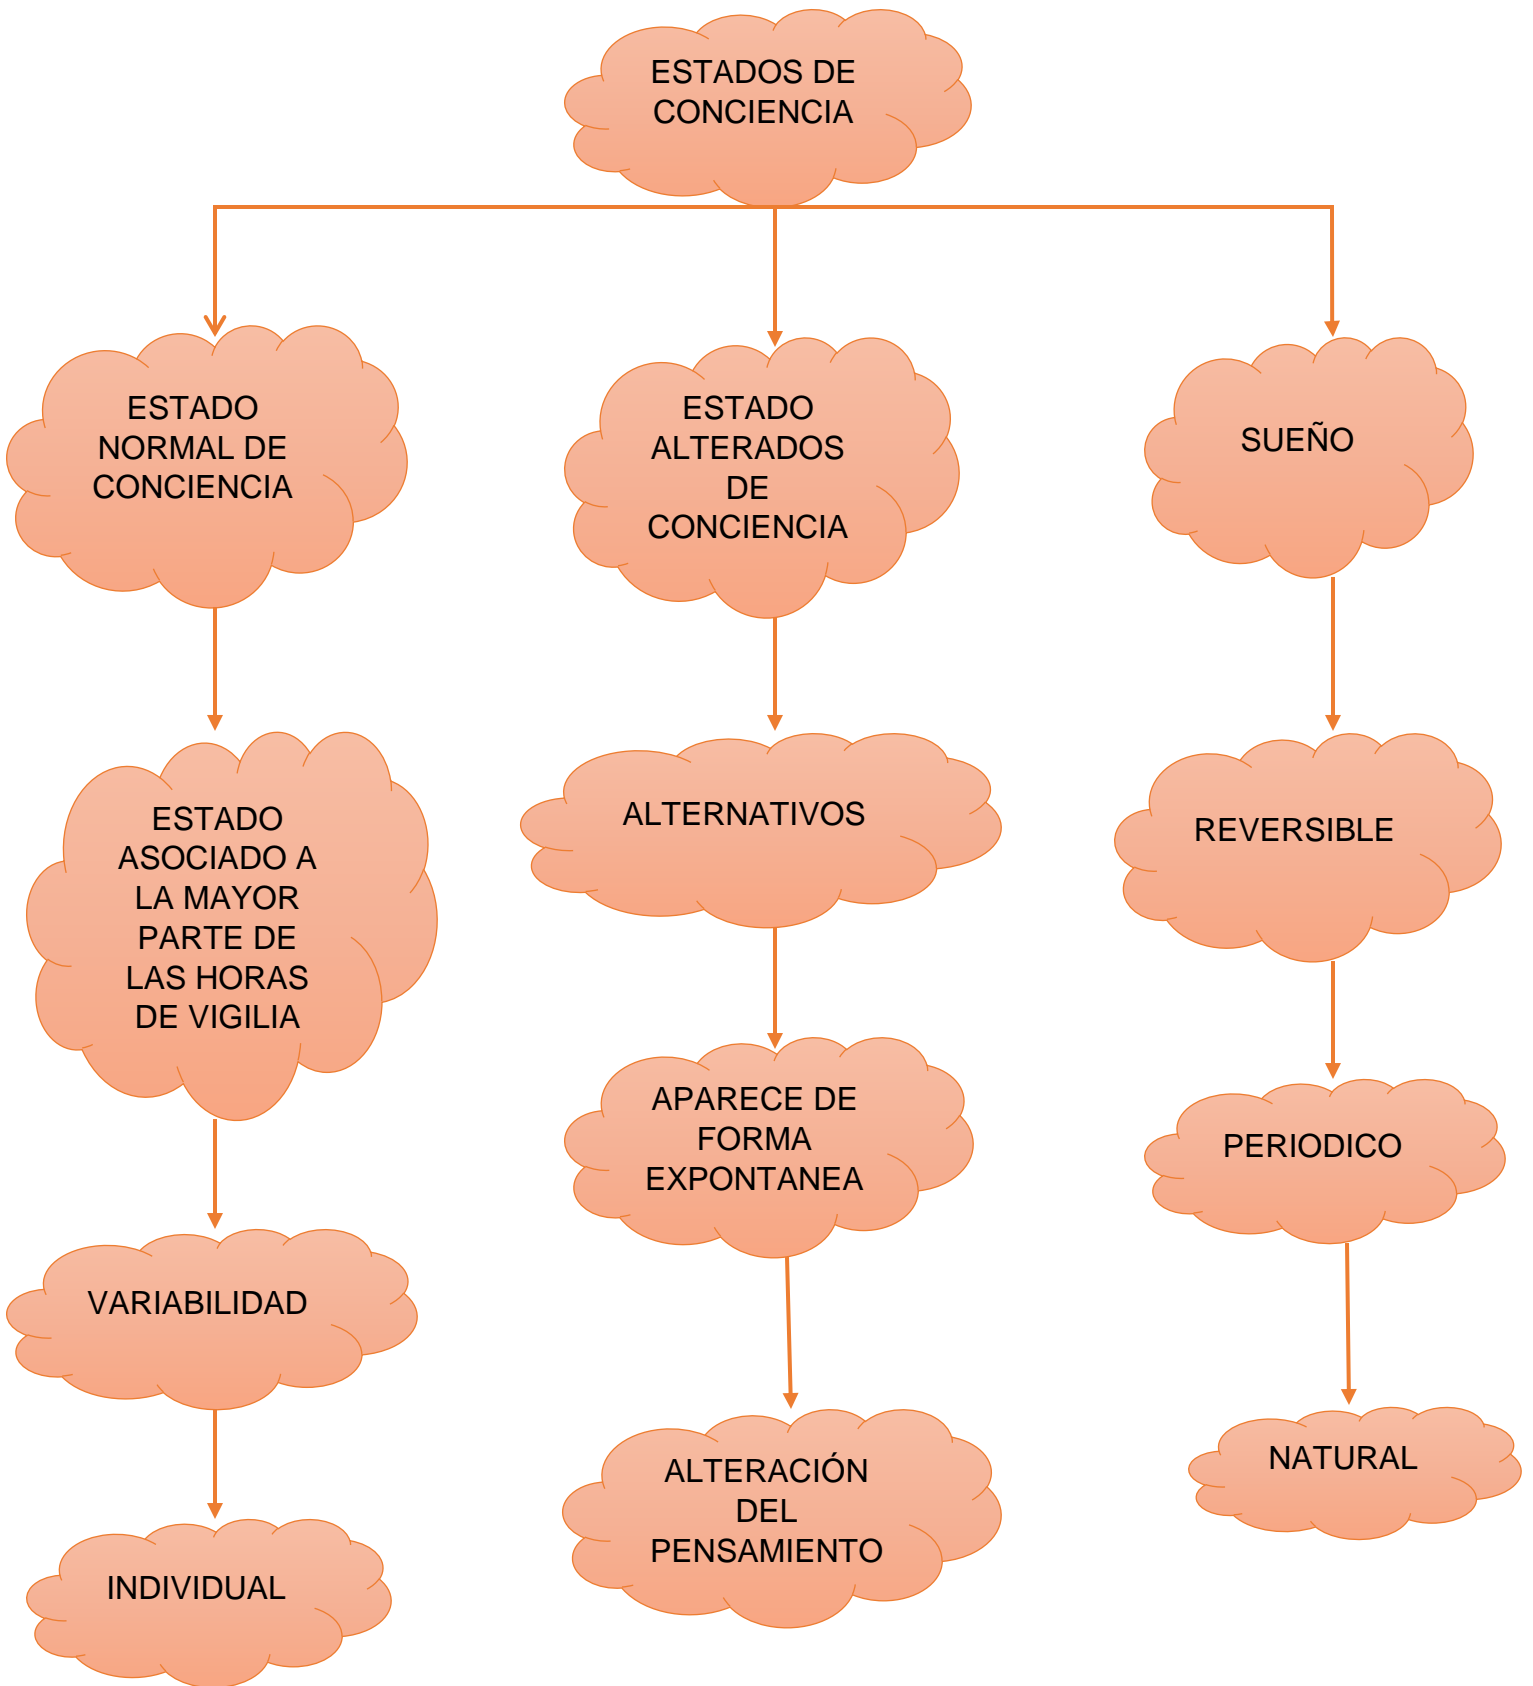 ESTADOS DE
CONCIENCIA
ESTADO
NORMAL DE
CONCIENCIA
ESTADO
ALTERADOS
DE
CONCIENCIA
SUEÑO
ESTADO
ASOCIADO A
LA MAYOR
PARTE DE
LAS HORAS
DE VIGILIA
ALTERNATIVOS
REVERSIBLE
APARECE DE
FORMA
EXPONTANEA
PERIODICO
VARIABILIDAD
ALTERACIÓN
DEL
PENSAMIENTO
NATURAL
INDIVIDUAL